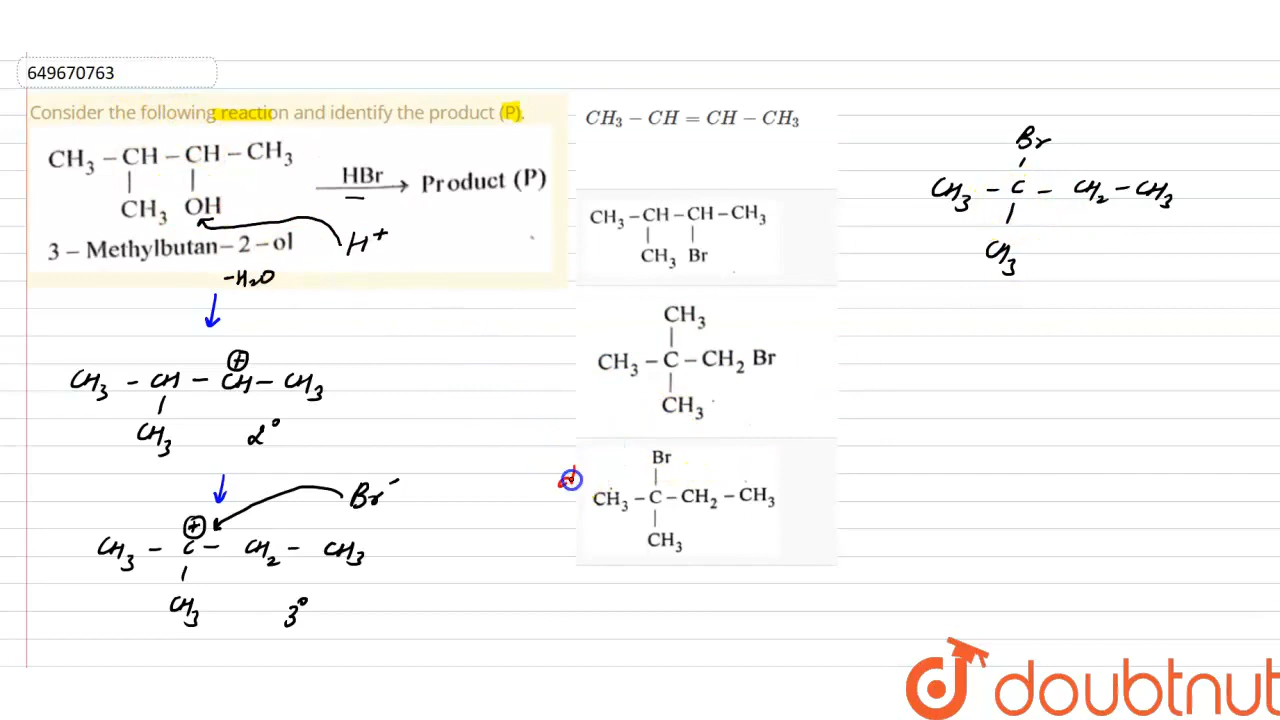 649670763
Consider the following reaction and identify the product (P).
CH₃ – CH – CH – CH₃
| |
CH₃ OH
HBr
Product (P)
3 – Methylbutan – 2 – ol
H⁺
–H₂O
CH₃ – CH – CH – CH₃
⊕
|
CH₃
2°
Br⁻
⊕
CH₃ – C – CH₂ – CH₃
|
CH₃
3°
CH₃ – CH = CH – CH₃
CH₃ – CH – CH – CH₃
| |
CH₃ Br
CH₃
|
CH₃ – C – CH₂ Br
|
CH₃
d
Br
|
CH₃ – C – CH₂ – CH₃
|
CH₃
Br
|
CH₃ – C – CH₂ – CH₃
|
CH₃
doubtnut